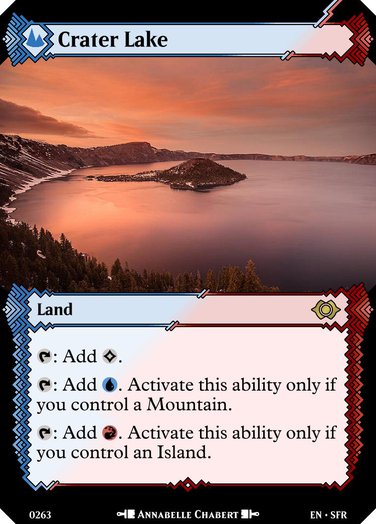 Crater Lake
Land
: Add .
: Add . Activate this ability only if
you control a Mountain.
: Add . Activate this ability only if
you control an Island.
0263 Annabelle Chabert EN • SFR